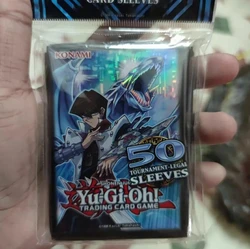 CARD SLEEVES
KONAMI
50
TOURNAMENT-LEGAL
SLEEVES
Yu-Gi-Oh!
TRADING CARD GAME